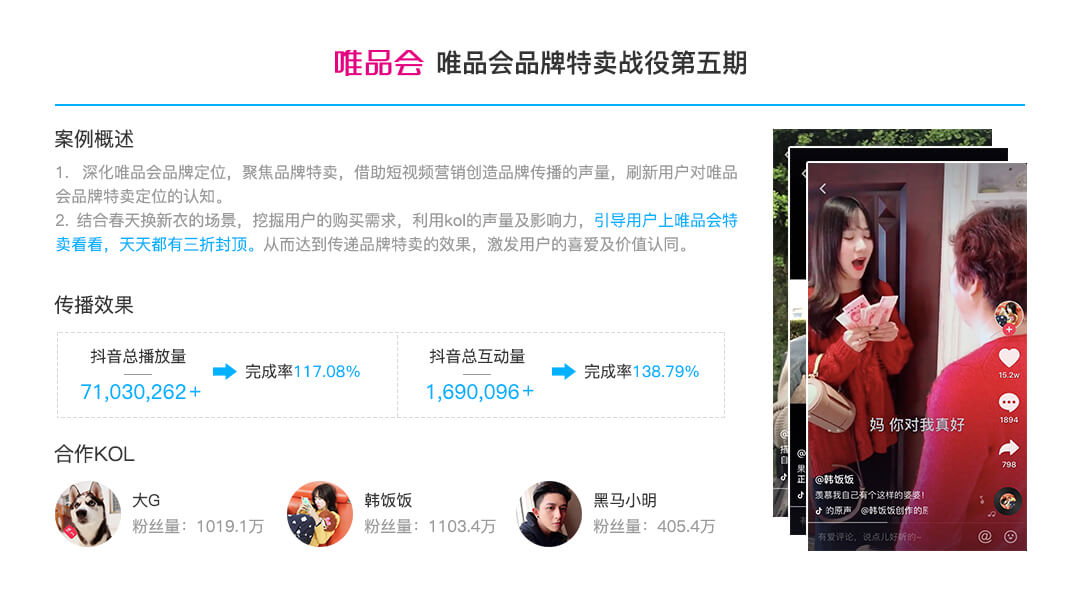 唯品会 唯品会品牌特卖战役第五期
案例概述
1. 深化唯品会品牌定位，聚焦品牌特卖，借助短视频营销创造品牌传播的声量，刷新用户对唯品
会品牌特卖定位的认知。
2. 结合春天换新衣的场景，挖掘用户的购买需求，利用kol的声量及影响力，引导用户上唯品会特
卖看看，天天都有三折封顶。从而达到传递品牌特卖的效果，激发用户的喜爱及价值认同。
传播效果
抖音总播放量
71,030,262+
完成率117.08%
抖音总互动量
1,690,096+
完成率138.79%
合作KOL
大G
粉丝量：1019.1万
韩饭饭
粉丝量：1103.4万
黑马小明
粉丝量：405.4万
15.2w
1894
798
妈 你对我真好
@韩饭饭
羡慕我自己有个这样的婆婆！
的原声 @韩饭饭创作的原
有爱评论，说点儿好听的~